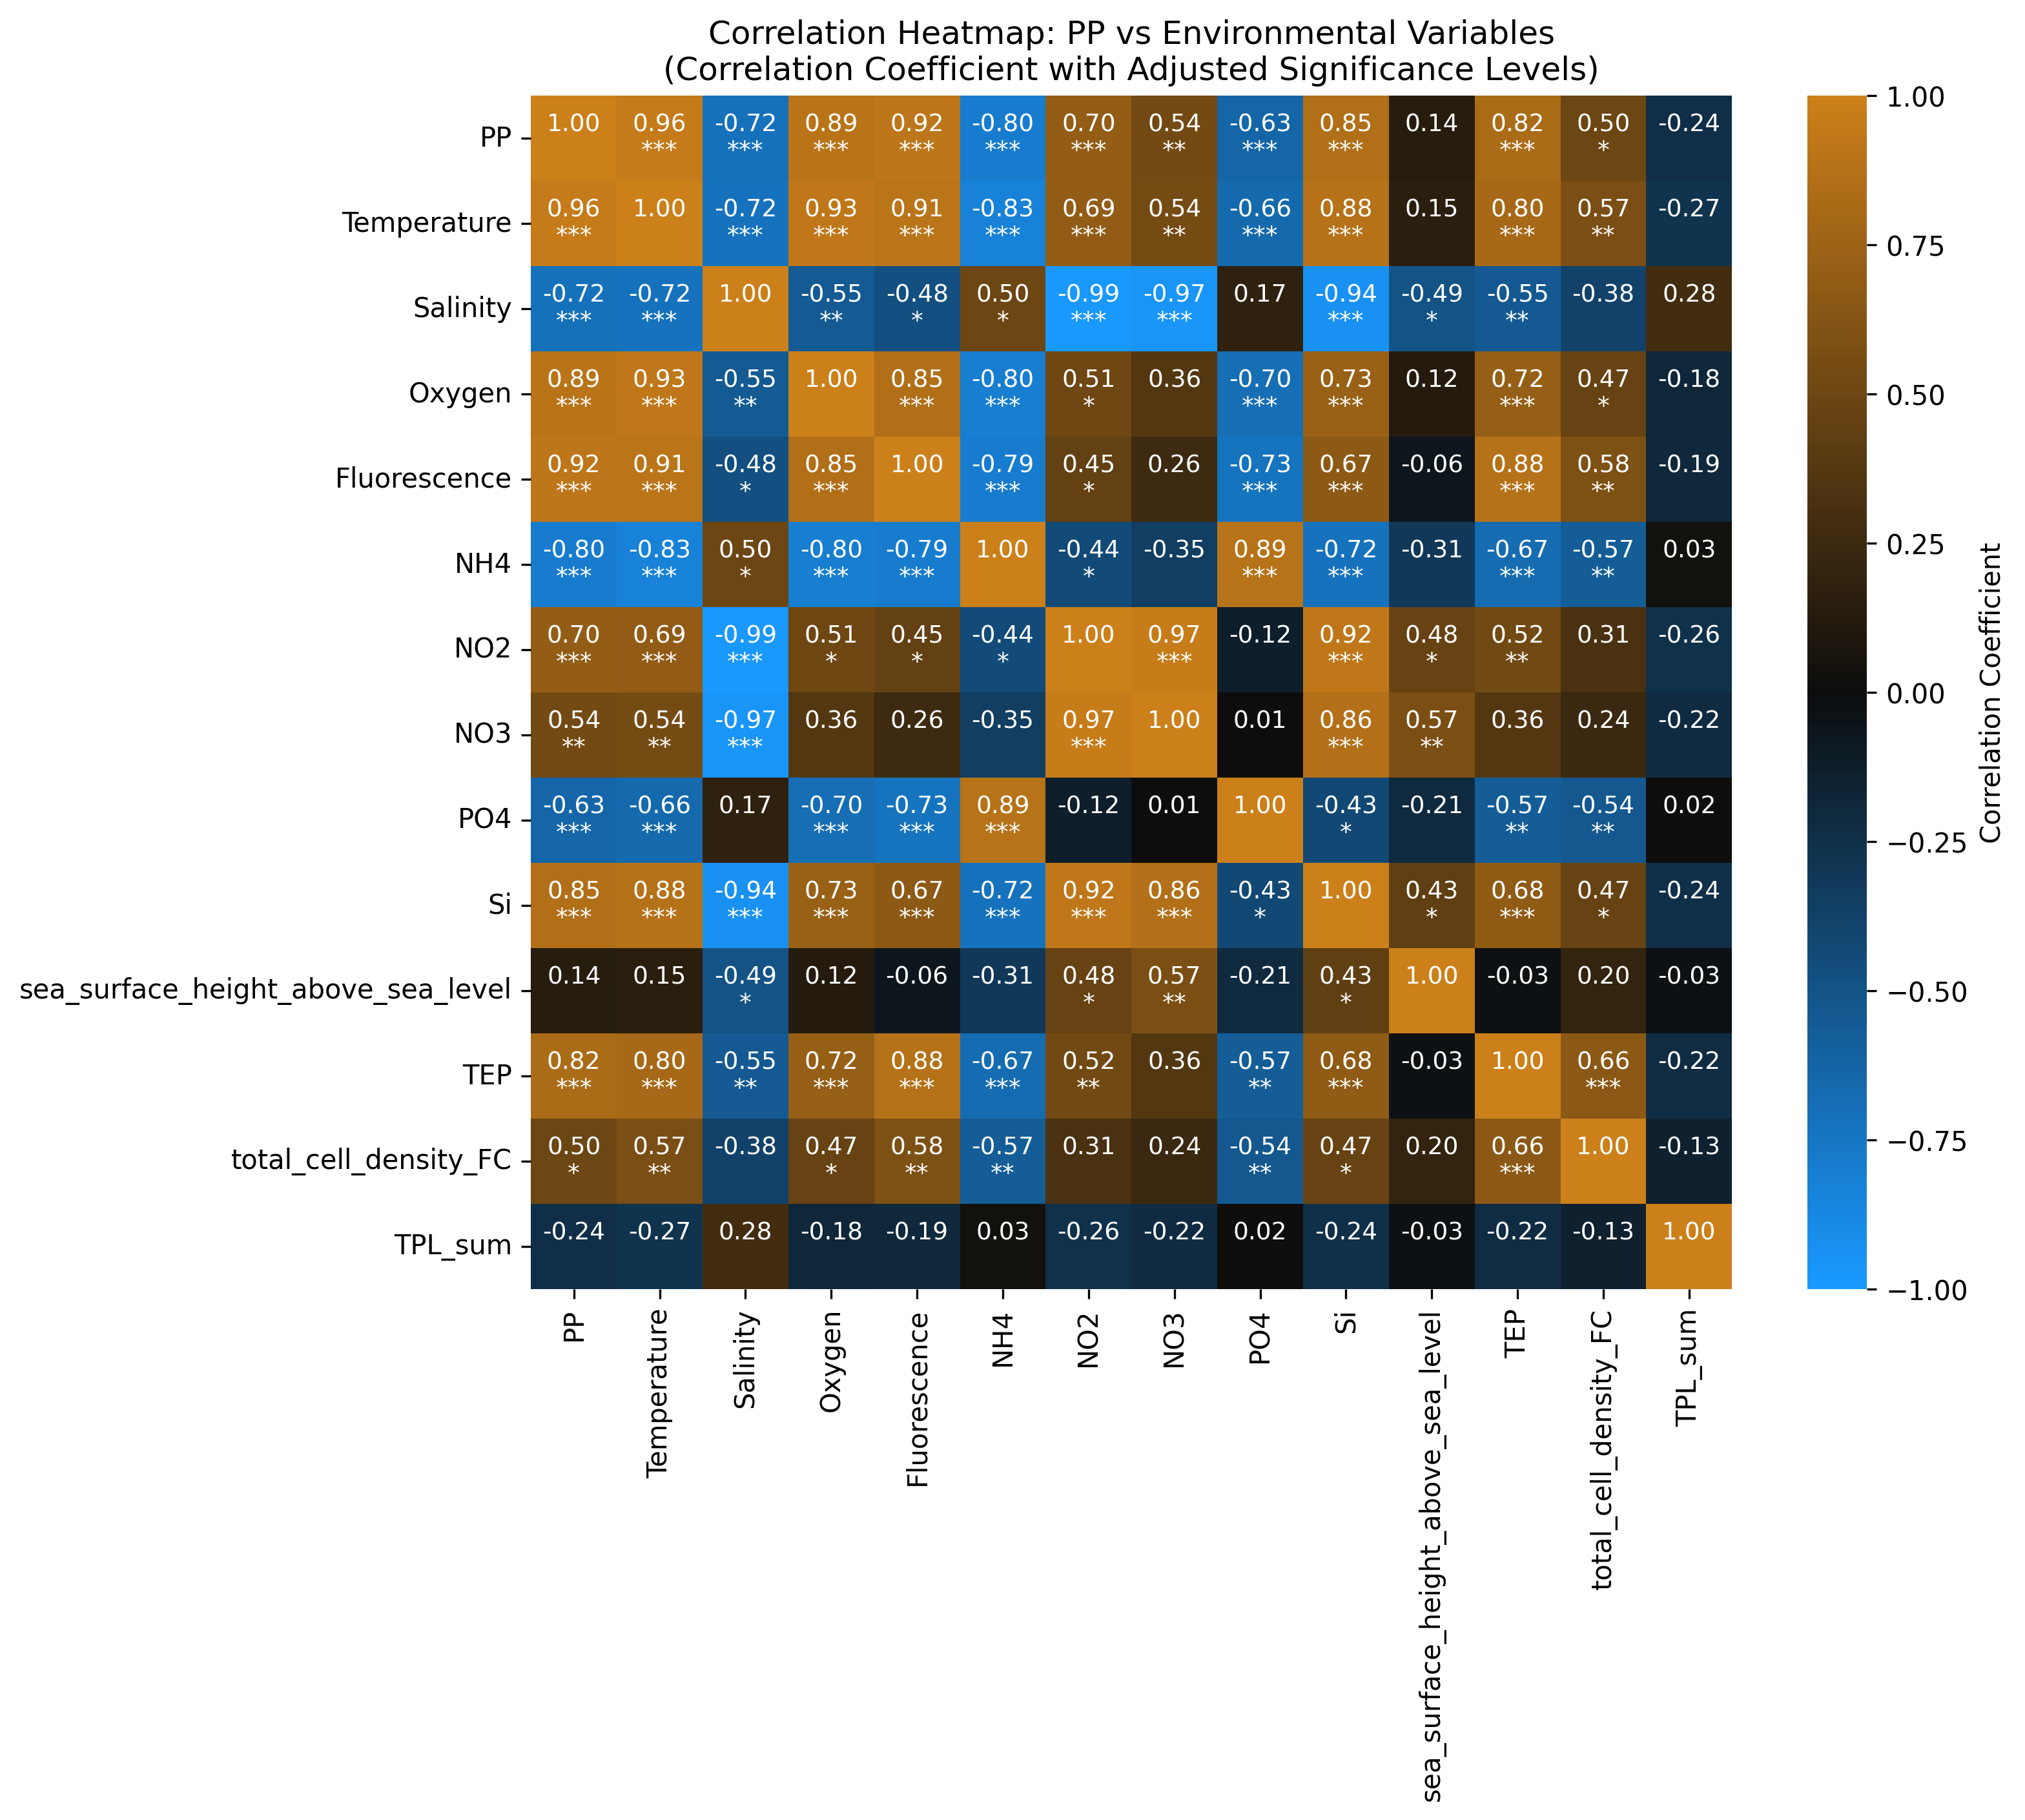 Correlation Heatmap: PP vs Environmental Variables
(Correlation Coefficient with Adjusted Significance Levels)
PP 1.00 0.96 -0.72 0.89 0.92 -0.80 0.70 0.54 -0.63 0.85 0.14 0.82 0.50 -0.24
*** *** *** *** *** *** ** *** *** *** *
Temperature 0.96 1.00 -0.72 0.93 0.91 -0.83 0.69 0.54 -0.66 0.88 0.15 0.80 0.57 -0.27
*** *** *** *** *** *** ** *** *** *** **
Salinity -0.72 -0.72 1.00 -0.55 -0.48 0.50 -0.99 -0.97 0.17 -0.94 -0.49 -0.55 -0.38 0.28
*** *** ** * * *** *** *** * **
Oxygen 0.89 0.93 -0.55 1.00 0.85 -0.80 0.51 0.36 -0.70 0.73 0.12 0.72 0.47 -0.18
*** *** ** *** *** * *** *** *** *
Fluorescence 0.92 0.91 -0.48 0.85 1.00 -0.79 0.45 0.26 -0.73 0.67 -0.06 0.88 0.58 -0.19
*** *** * *** *** * *** *** *** **
NH4 -0.80 -0.83 0.50 -0.80 -0.79 1.00 -0.44 -0.35 0.89 -0.72 -0.31 -0.67 -0.57 0.03
*** *** * *** *** * *** *** *** **
NO2 0.70 0.69 -0.99 0.51 0.45 -0.44 1.00 0.97 -0.12 0.92 0.48 0.52 0.31 -0.26
*** *** *** * * * *** *** * **
NO3 0.54 0.54 -0.97 0.36 0.26 -0.35 0.97 1.00 0.01 0.86 0.57 0.36 0.24 -0.22
** ** *** *** *** **
PO4 -0.63 -0.66 0.17 -0.70 -0.73 0.89 -0.12 0.01 1.00 -0.43 -0.21 -0.57 -0.54 0.02
*** *** *** *** *** * ** **
Si 0.85 0.88 -0.94 0.73 0.67 -0.72 0.92 0.86 -0.43 1.00 0.43 0.68 0.47 -0.24
*** *** *** *** *** *** *** *** * * *** *
sea_surface_height_above_sea_level 0.14 0.15 -0.49 0.12 -0.06 -0.31 0.48 0.57 -0.21 0.43 1.00 -0.03 0.20 -0.03
* * ** *
TEP 0.82 0.80 -0.55 0.72 0.88 -0.67 0.52 0.36 -0.57 0.68 -0.03 1.00 0.66 -0.22
*** *** ** *** *** *** ** ** *** ***
total_cell_density_FC 0.50 0.57 -0.38 0.47 0.58 -0.57 0.31 0.24 -0.54 0.47 0.20 0.66 1.00 -0.13
* ** * ** ** ** * ***
TPL_sum -0.24 -0.27 0.28 -0.18 -0.19 0.03 -0.26 -0.22 0.02 -0.24 -0.03 -0.22 -0.13 1.00
PP
Temperature
Salinity
Oxygen
Fluorescence
NH4
NO2
NO3
PO4
Si
sea_surface_height_above_sea_level
TEP
total_cell_density_FC
TPL_sum
1.00
0.75
0.50
0.25
0.00
−0.25
−0.50
−0.75
−1.00
Correlation Coefficient